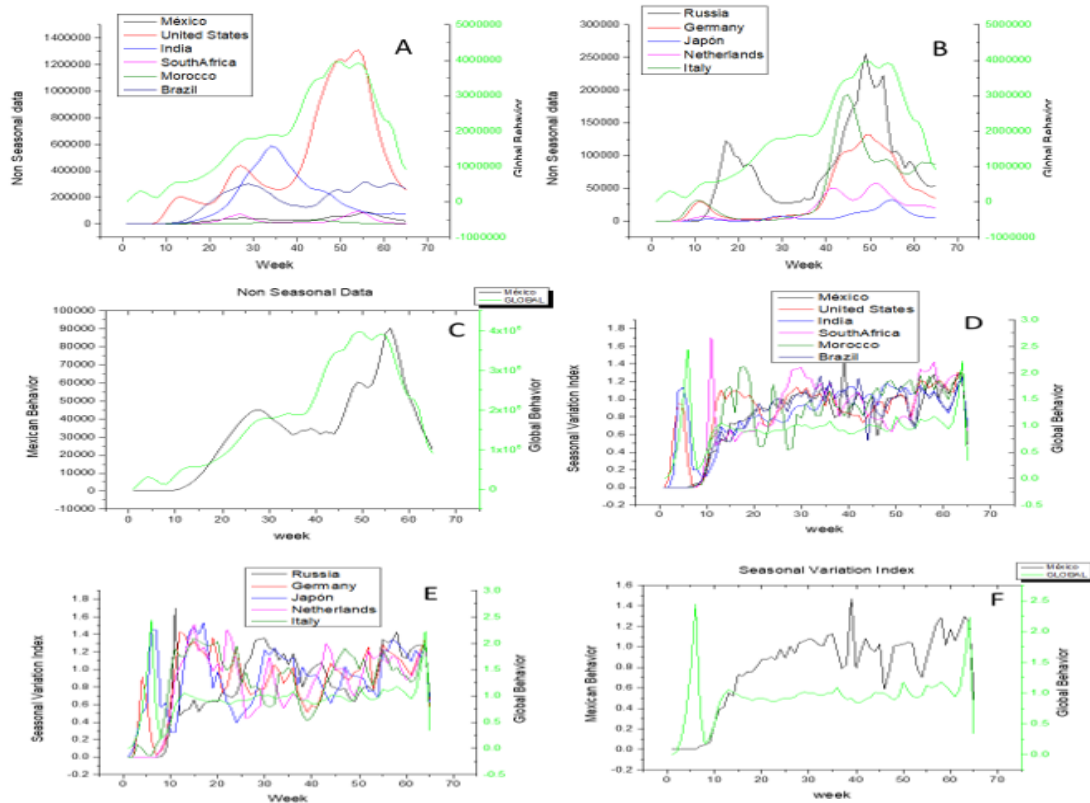 A
México
United States
India
SouthAfrica
Morocco
Brazil
1400000
1200000
1000000
800000
600000
400000
200000
0
Non Seasonal data
5000000
4000000
3000000
2000000
1000000
0
-1000000
Global Behavior
0 10 20 30 40 50 60 70
Week
B
Russia
Germany
Japón
Netherlands
Italy
300000
250000
200000
150000
100000
50000
0
Non Seasonal data
5000000
4000000
3000000
2000000
1000000
0
-1000000
Global Behavior
0 10 20 30 40 50 60 70
Week
Non Seasonal Data
México
GLOBAL
C
100000
90000
80000
70000
60000
50000
40000
30000
20000
10000
0
-10000
Mexican Behavior
0
Global Behavior
0 10 20 30 40 50 60 70
week
México
United States
India
SouthAfrica
Morocco
Brazil
D
1.8
1.6
1.4
1.2
1.0
0.8
0.6
0.4
0.2
0.0
-0.2
Seasonal Variation Index
3.0
2.5
2.0
1.5
1.0
0.5
0.0
-0.5
Global Behavior
0 10 20 30 40 50 60 70
Week
Russia
Germany
Japón
Netherlands
Italy
E
1.8
1.6
1.4
1.2
1.0
0.8
0.6
0.4
0.2
0.0
-0.2
Seasonal Variation Index
3.0
2.5
2.0
1.5
1.0
0.5
0.0
-0.5
Global Behavior
0 10 20 30 40 50 60 70
Week
Seasonal Variation Index
México
GLOBAL
F
1.6
1.4
1.2
1.0
0.8
0.6
0.4
0.2
0.0
-0.2
Mexican Behavior
2.5
2.0
1.5
1.0
0.5
0.0
Global Behavior
0 10 20 30 40 50 60 70
week